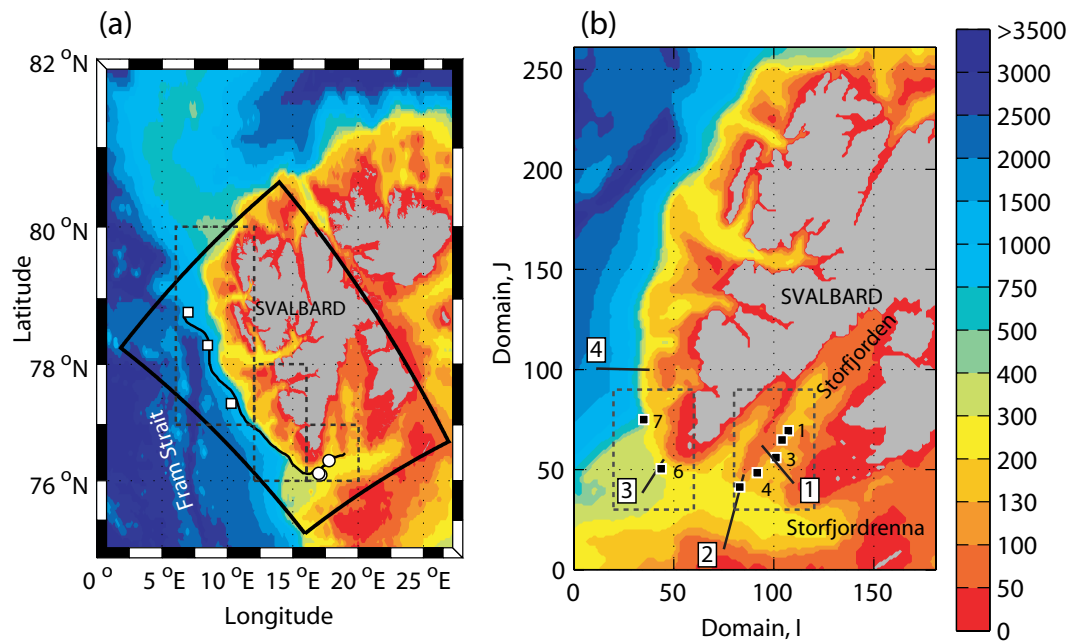 (a)
82 °N
80 °N
78 °N
76 °N
Latitude
0 °
5 °E
10 °E
15 °E
20 °E
25 °E
Longitude
SVALBARD
Fram Strait
(b)
250
200
150
100
50
0
Domain, J
0
50
100
150
Domain, I
SVALBARD
Storfjorden
Storfjordrenna
4
7
6
3
1
3
4
1
2
>3500
3000
2500
2000
1500
1000
750
500
400
300
200
130
100
50
0